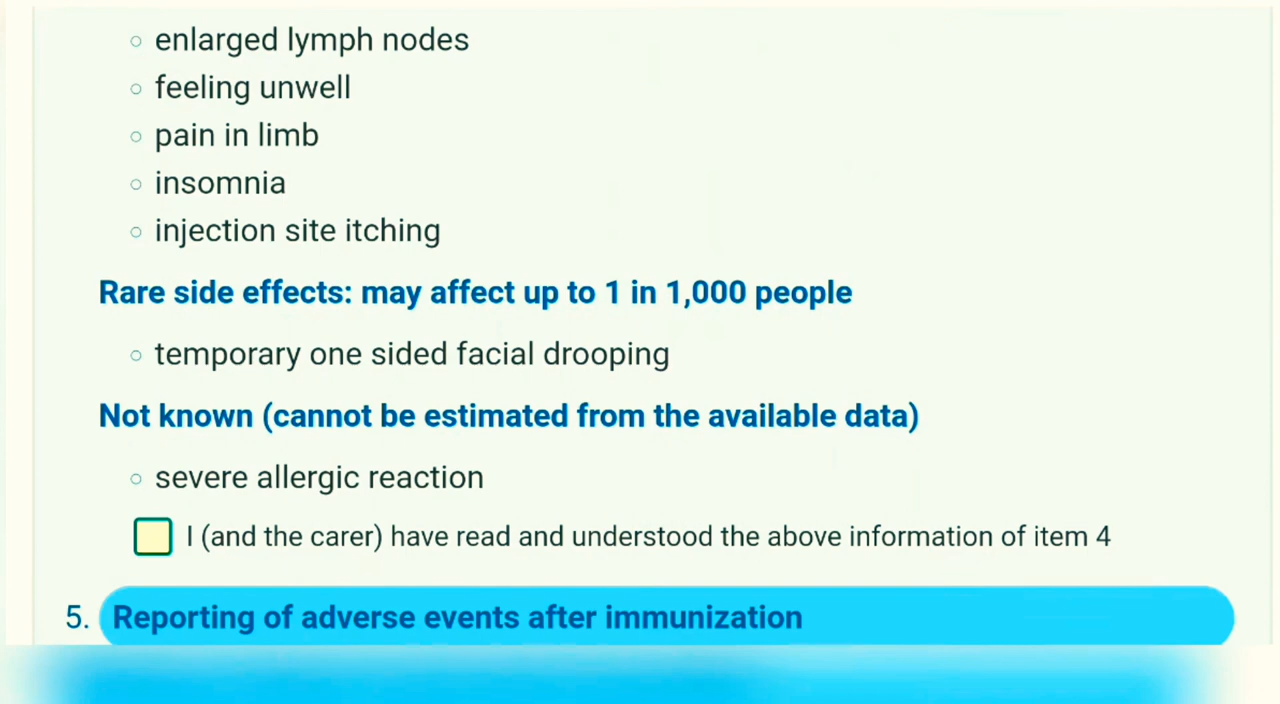 enlarged lymph nodes
feeling unwell
pain in limb
insomnia
injection site itching
Rare side effects: may affect up to 1 in 1,000 people
temporary one sided facial drooping
Not known (cannot be estimated from the available data)
severe allergic reaction
I (and the carer) have read and understood the above information of item 4
5. Reporting of adverse events after immunization